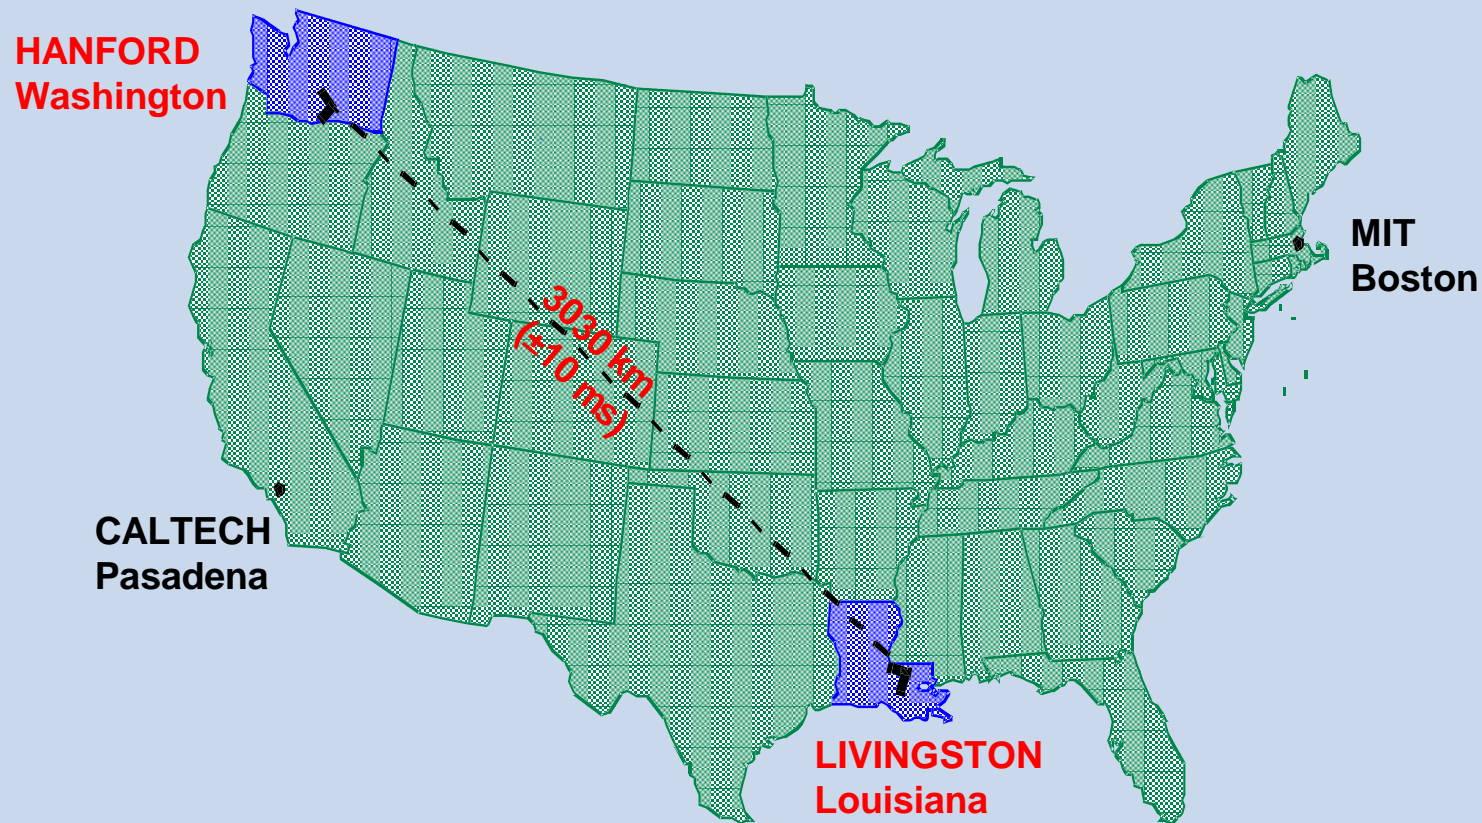 HANFORD
Washington
MIT
Boston
3030 km
(±10 ms)
CALTECH
Pasadena
LIVINGSTON
Louisiana